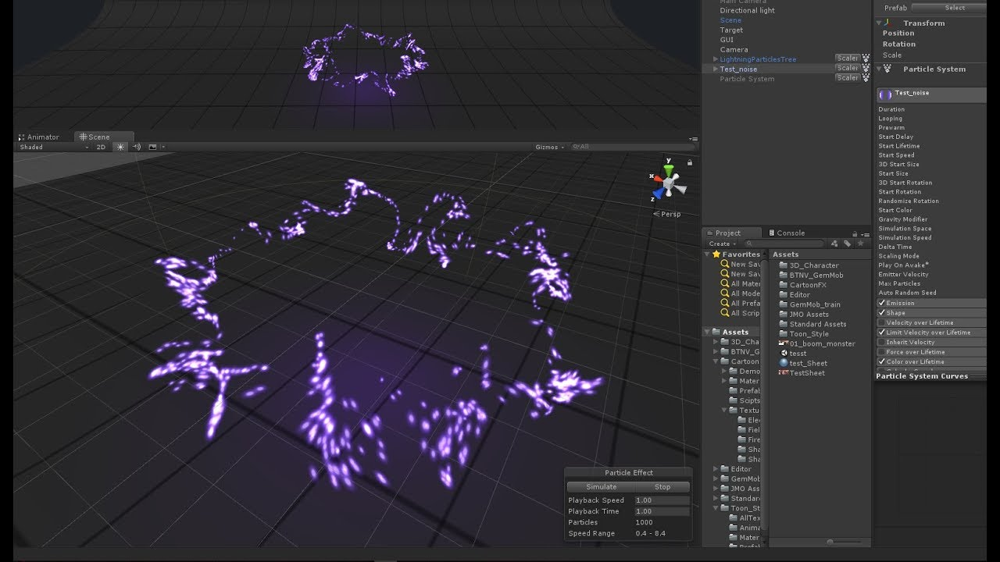 Main Camera
Directional light
Scene
Target
GUI
Camera
LightningParticlesTree Scaler
Test_noise Scaler
Particle System Scaler
Prefab Select
Transform
Position
Rotation
Scale
Particle System
Test_noise
Duration
Looping
Prewarm
Start Delay
Start Lifetime
Start Speed
3D Start Size
Start Size
3D Start Rotation
Start Rotation
Randomize Rotation
Start Color
Gravity Modifier
Simulation Space
Simulation Speed
Delta Time
Scaling Mode
Play On Awake*
Emitter Velocity
Max Particles
Auto Random Seed
Emission
Shape
Velocity over Lifetime
Limit Velocity over Lifetime
Inherit Velocity
Force over Lifetime
Color over Lifetime
Particle System Curves
Animator Scene
Shaded 2D Gizmos All
y
x
z
Persp
Project Console
Create
Favorites
New Sav
New Sav
All Mater
All Mode
All Prefa
All Scrip
Assets
3D_Cha
BTNV_G
Cartoon
Demo
Mater
Prefab
Scipts
Textu
Ele
Fiel
Fire
Sha
Sha
Editor
GemMob
JMO Ass
Standard
Toon_St
AllTex
Anima
Mater
Prefab
Assets
3D_Character
BTNV_GemMob
CartoonFX
Editor
GemMob_train
JMO Assets
Standard Assets
Toon_Style
01_boom_monster
tesst
test_Sheet
TestSheet
Particle Effect
Simulate Stop
Playback Speed 1.00
Playback Time 1.00
Particles 1000
Speed Range 0.4 - 8.4